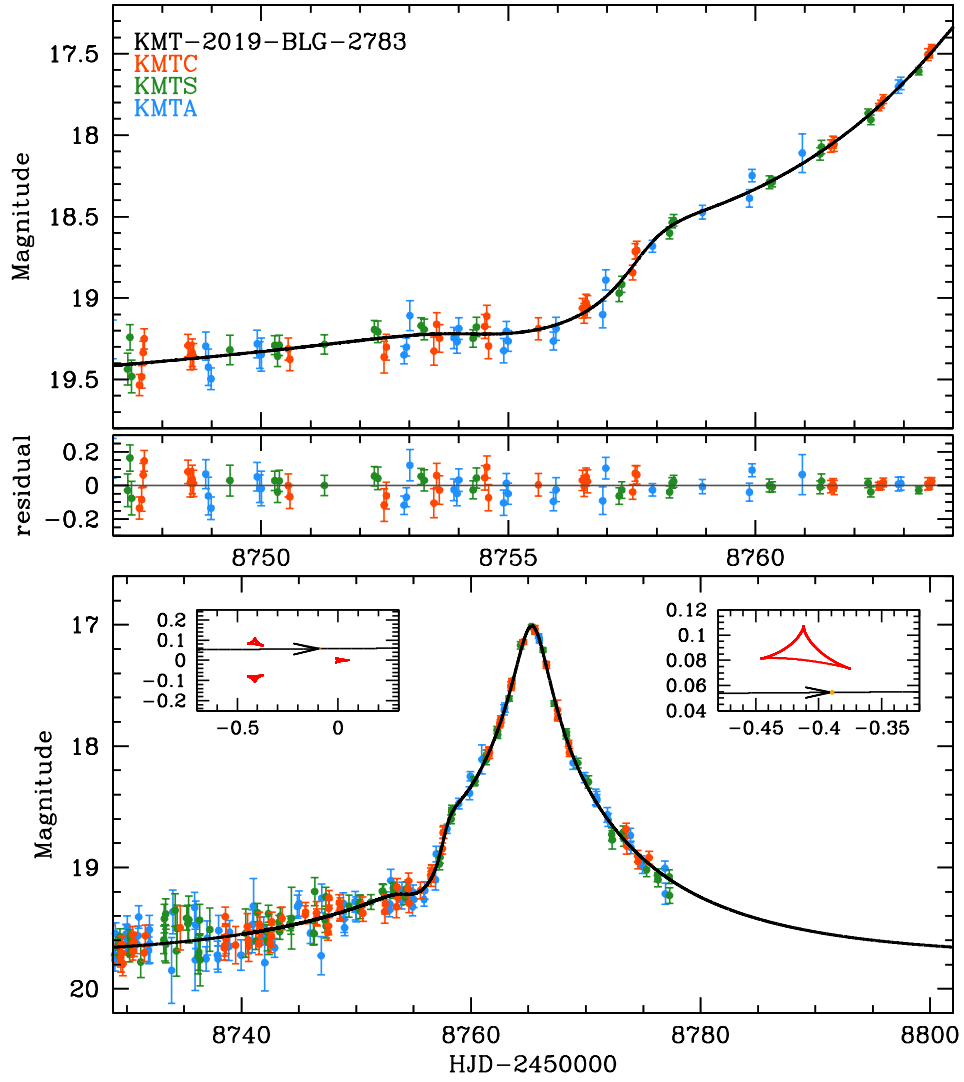 KMT-2019-BLG-2783
KMTC
KMTS
KMTA
Magnitude
17.5
18
18.5
19
19.5
residual
0.2
0
-0.2
8750 8755 8760
Magnitude
17
18
19
20
0.2
0.1
0
-0.1
-0.2
-0.5 0
0.12
0.1
0.08
0.06
0.04
-0.45 -0.4 -0.35
8740 8760 8780 8800
HJD-2450000